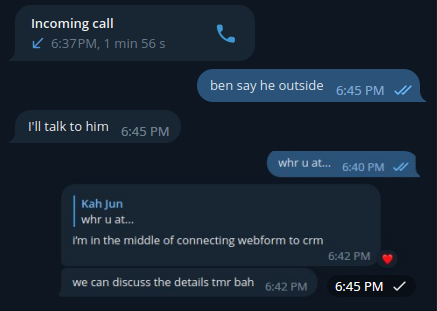 Incoming call
6:37PM, 1 min 56 s
ben say he outside 6:45 PM
I'll talk to him 6:45 PM
whr u at... 6:40 PM
Kah Jun
whr u at...
i'm in the middle of connecting webform to crm
6:42 PM
we can discuss the details tmr bah 6:42 PM
6:45 PM